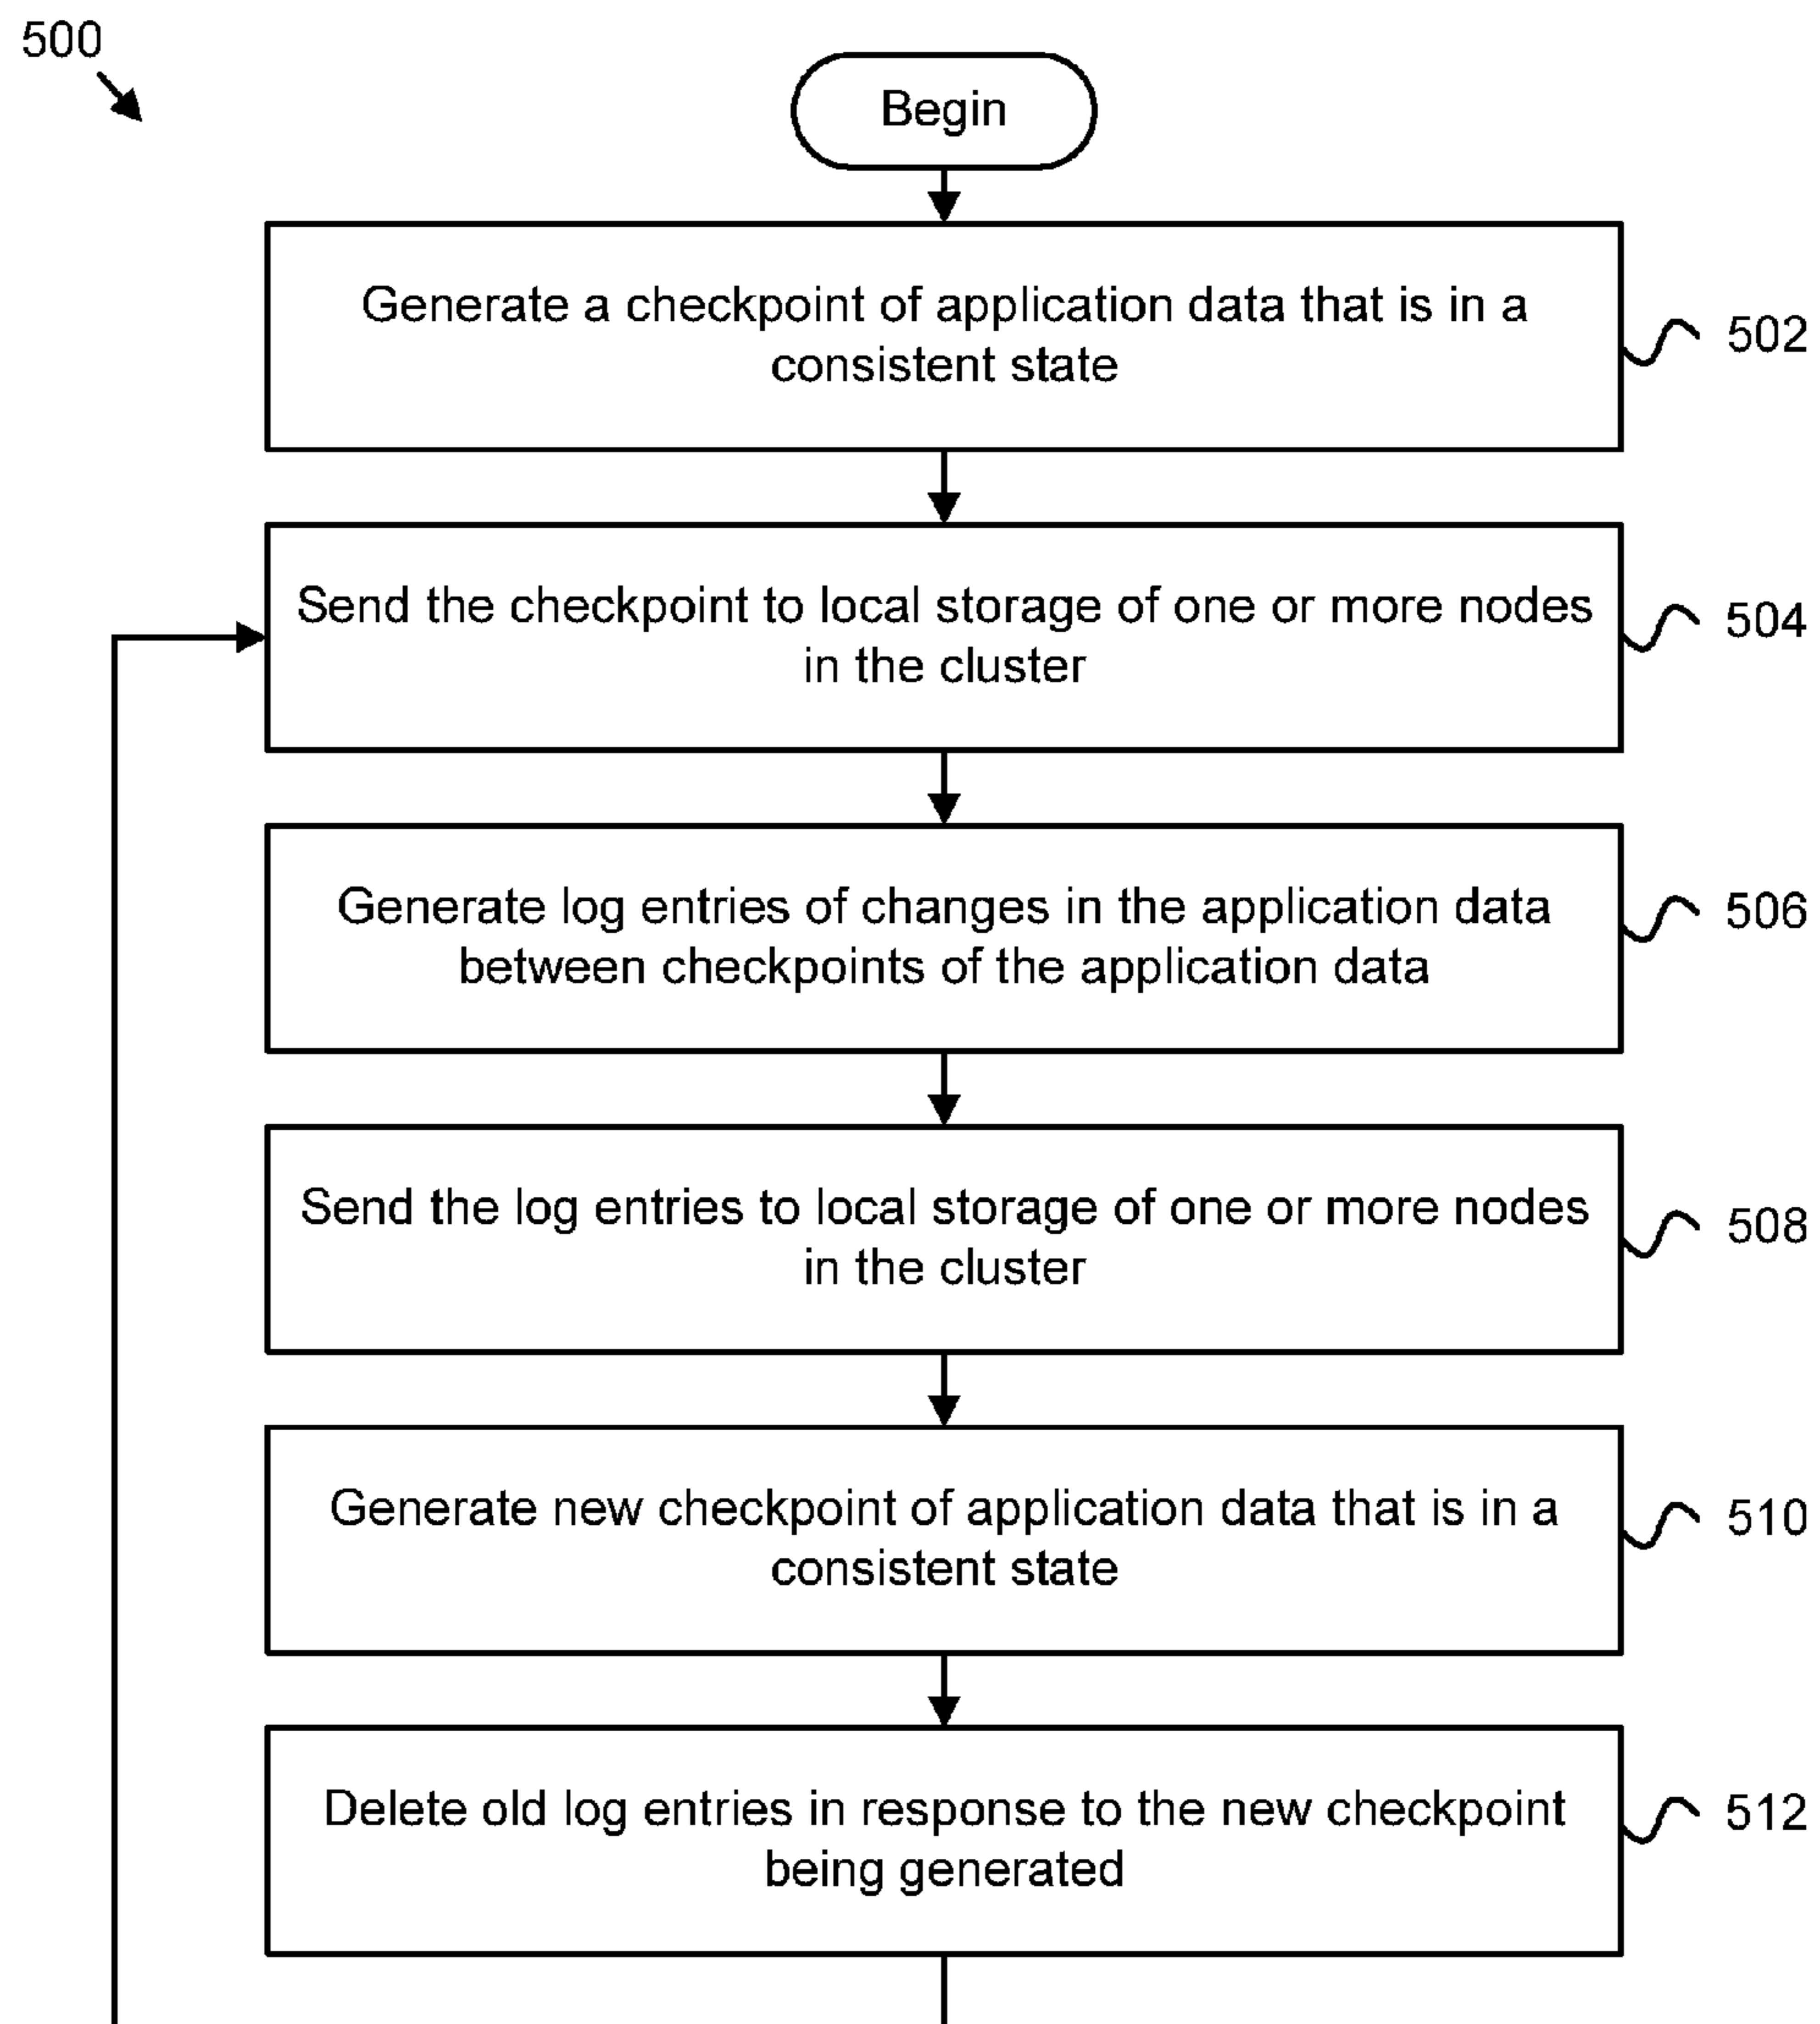 500
Begin
Generate a checkpoint of application data that is in a
consistent state
502
Send the checkpoint to local storage of one or more nodes
in the cluster
504
Generate log entries of changes in the application data
between checkpoints of the application data
506
Send the log entries to local storage of one or more nodes
in the cluster
508
Generate new checkpoint of application data that is in a
consistent state
510
Delete old log entries in response to the new checkpoint
being generated
512